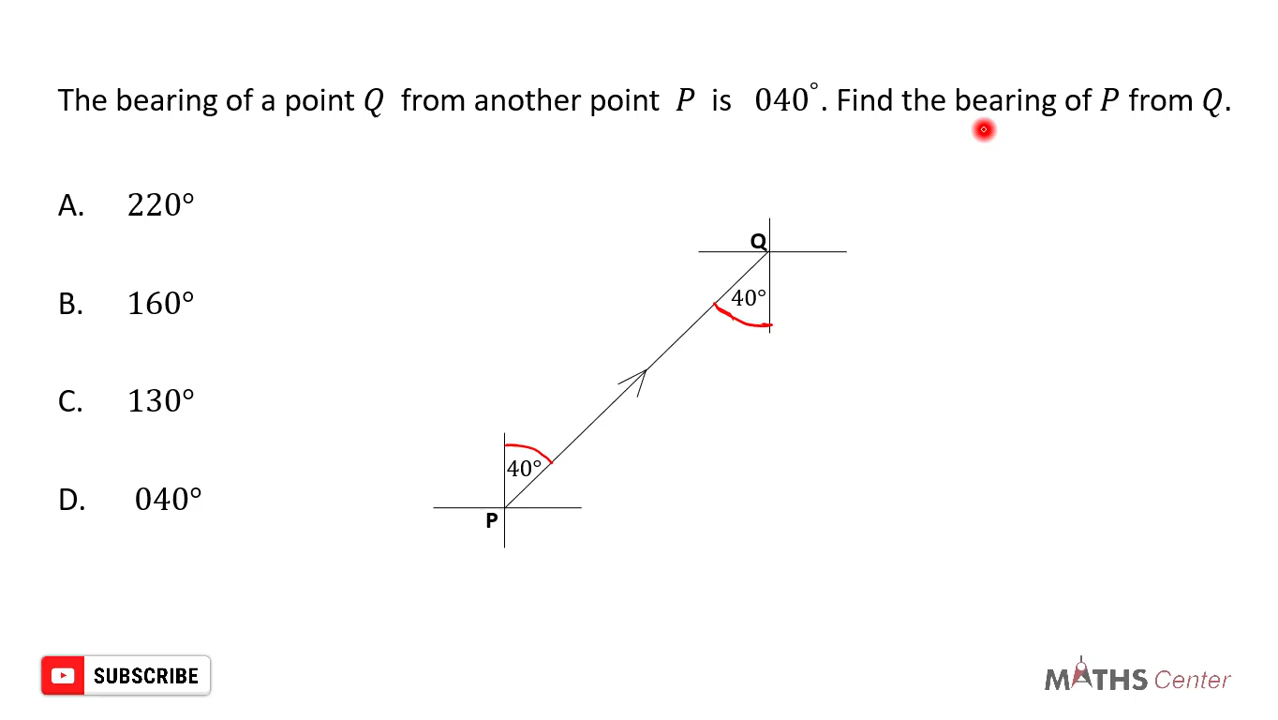 The bearing of a point Q from another point P is 040°. Find the bearing of P from Q.
A. 220°
B. 160°
C. 130°
D. 040°
Q
40°
40°
P
SUBSCRIBE
MATHS Center